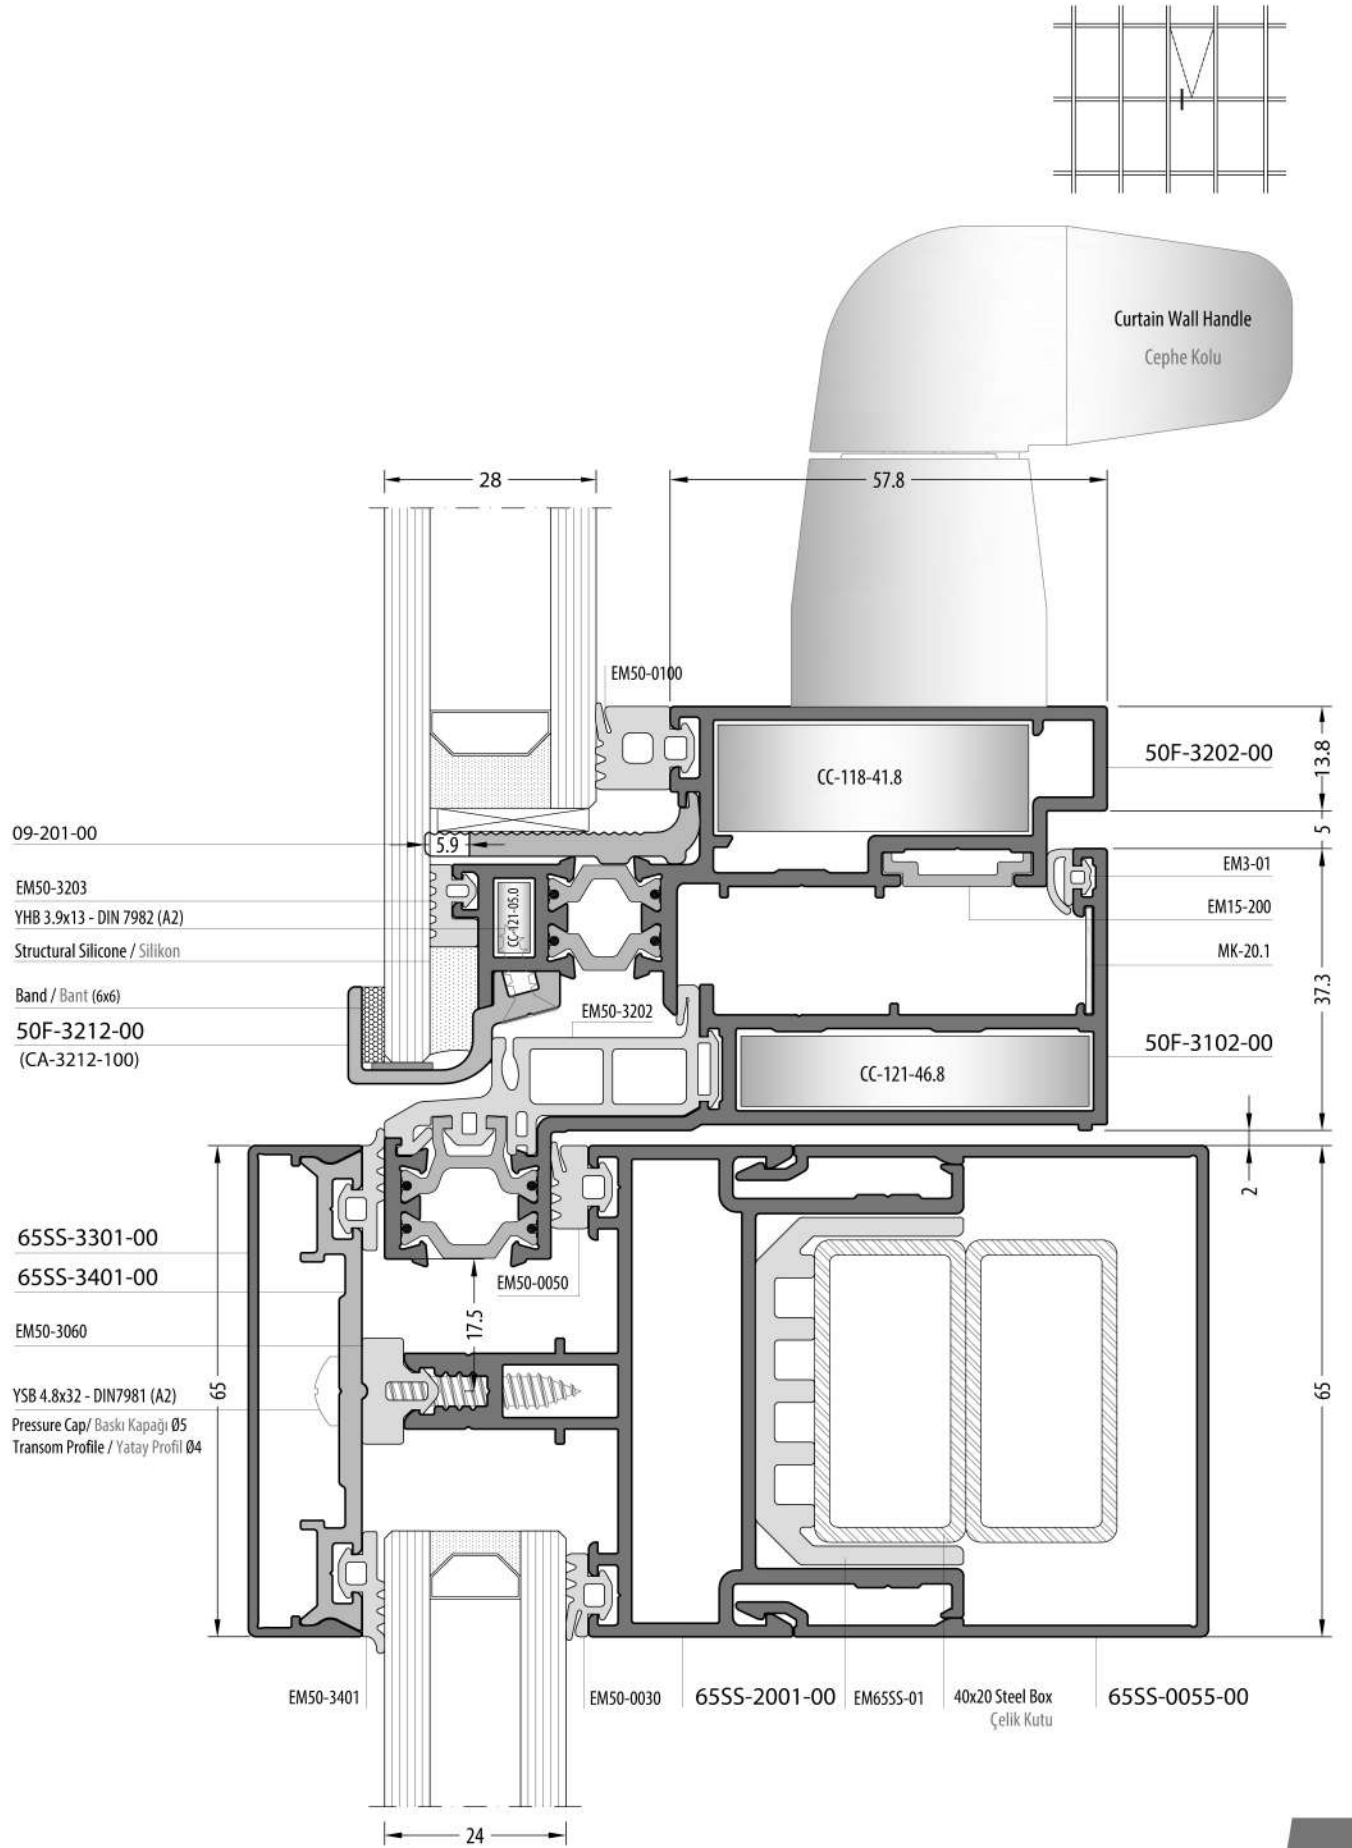 Curtain Wall Handle
Cephe Kolu
28
57.8
EM50-0100
CC-118-41.8
50F-3202-00
13.8
5
09-201-00
5.9
EM3-01
EM50-3203
CC-121-05.0
EM15-200
YHB 3.9x13 - DIN 7982 (A2)
Structural Silicone / Silikon
MK-20.1
37.3
Band / Bant (6x6)
EM50-3202
50F-3212-00
(CA-3212-100)
50F-3102-00
CC-121-46.8
2
65SS-3301-00
65SS-3401-00
EM50-0050
17.5
EM50-3060
YSB 4.8x32 - DIN7981 (A2)
65
65
Pressure Cap/ Baskı Kapağı Ø5
Transom Profile / Yatay Profil Ø4
EM50-3401
EM50-0030
65SS-2001-00
EM65SS-01
40x20 Steel Box
Çelik Kutu
65SS-0055-00
24